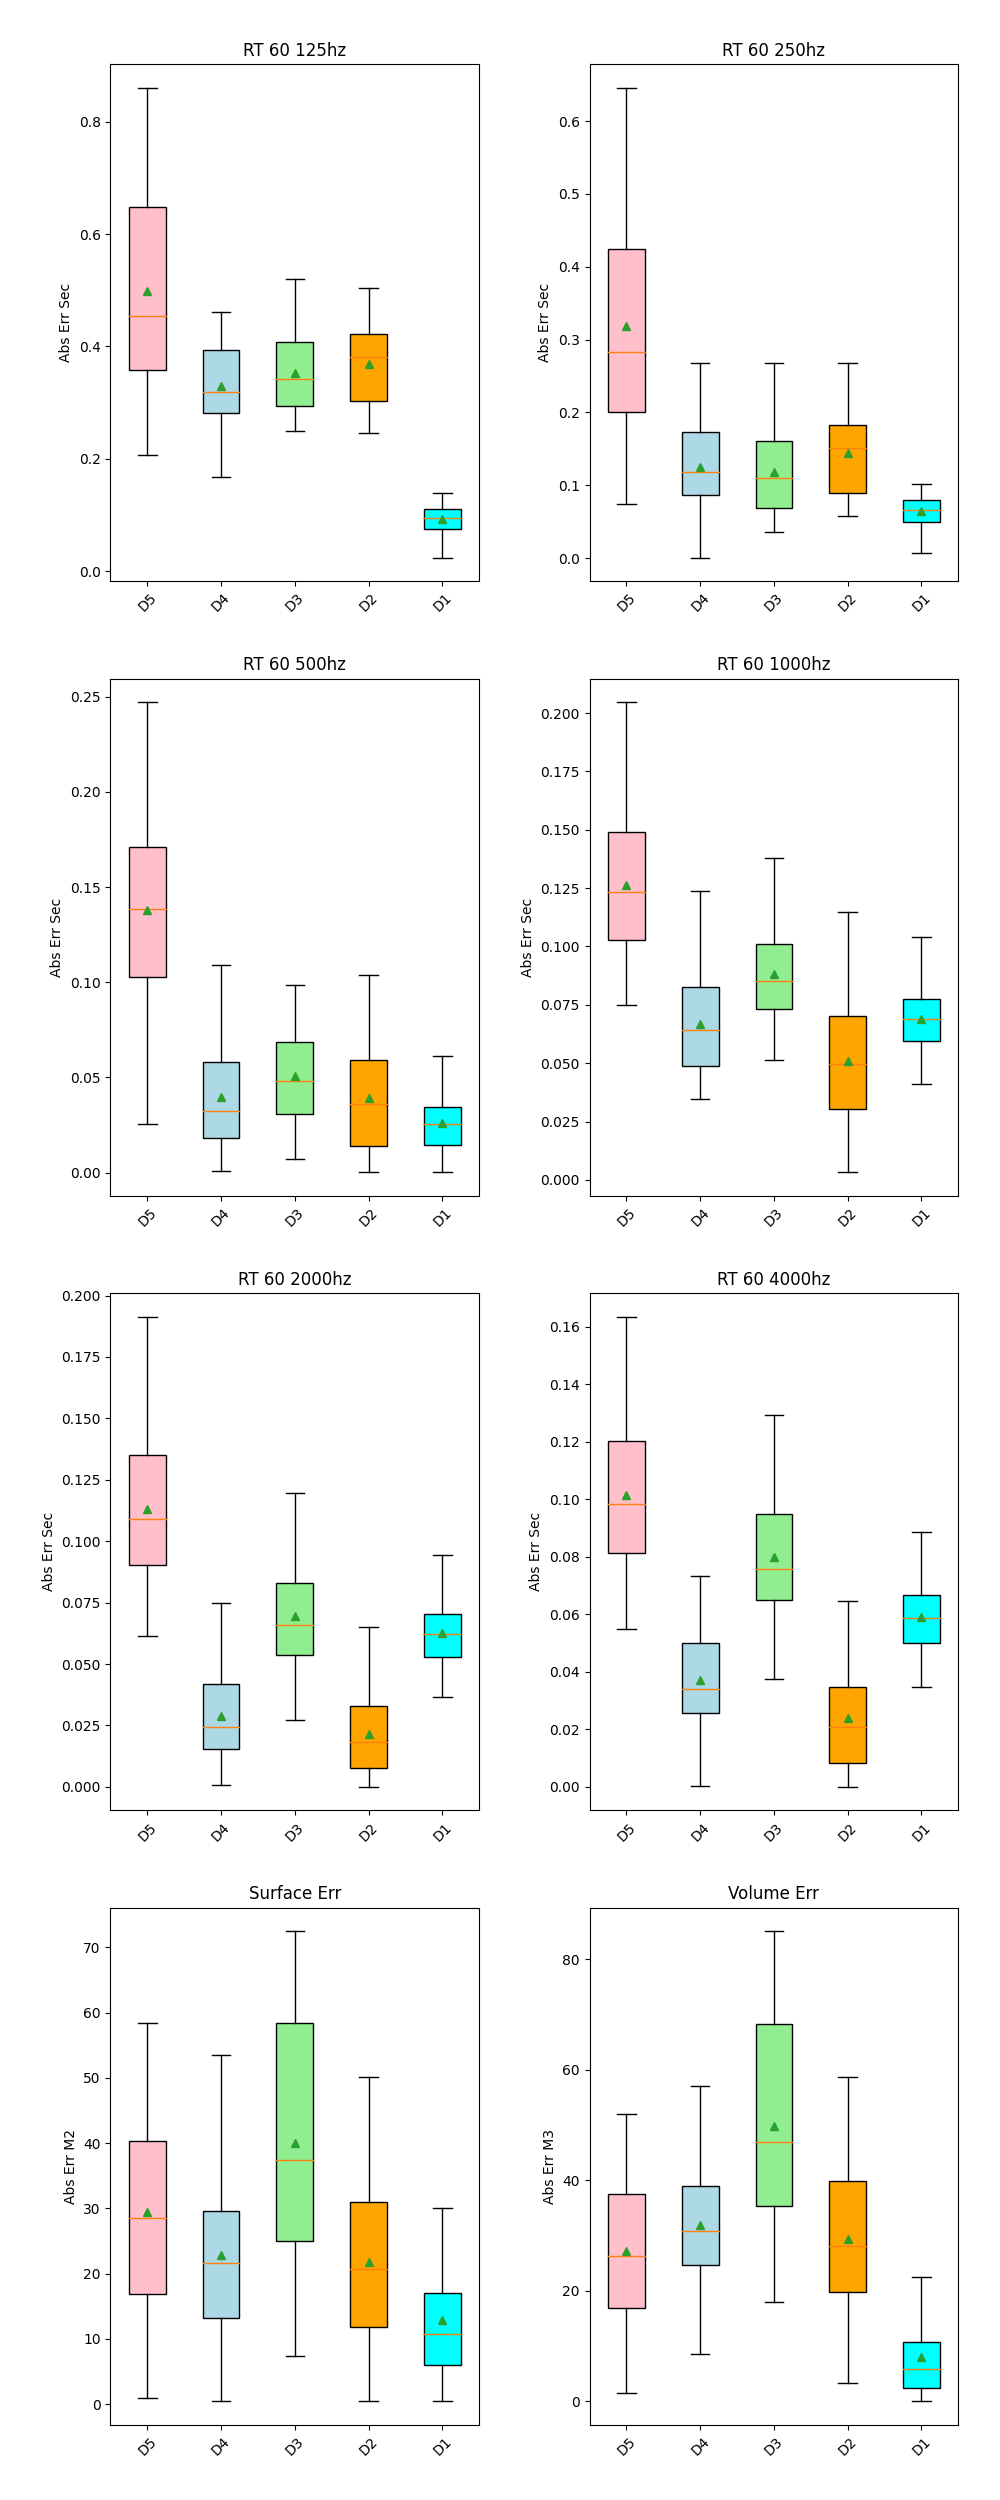 RT 60 125hz
Abs Err Sec
0.8
0.6
0.4
0.2
0.0
D5 D4 D3 D2 D1
RT 60 250hz
Abs Err Sec
0.6
0.5
0.4
0.3
0.2
0.1
0.0
D5 D4 D3 D2 D1
RT 60 500hz
Abs Err Sec
0.25
0.20
0.15
0.10
0.05
0.00
D5 D4 D3 D2 D1
RT 60 1000hz
Abs Err Sec
0.200
0.175
0.150
0.125
0.100
0.075
0.050
0.025
0.000
D5 D4 D3 D2 D1
RT 60 2000hz
Abs Err Sec
0.200
0.175
0.150
0.125
0.100
0.075
0.050
0.025
0.000
D5 D4 D3 D2 D1
RT 60 4000hz
Abs Err Sec
0.16
0.14
0.12
0.10
0.08
0.06
0.04
0.02
0.00
D5 D4 D3 D2 D1
Surface Err
Abs Err M2
70
60
50
40
30
20
10
0
D5 D4 D3 D2 D1
Volume Err
Abs Err M3
80
60
40
20
0
D5 D4 D3 D2 D1